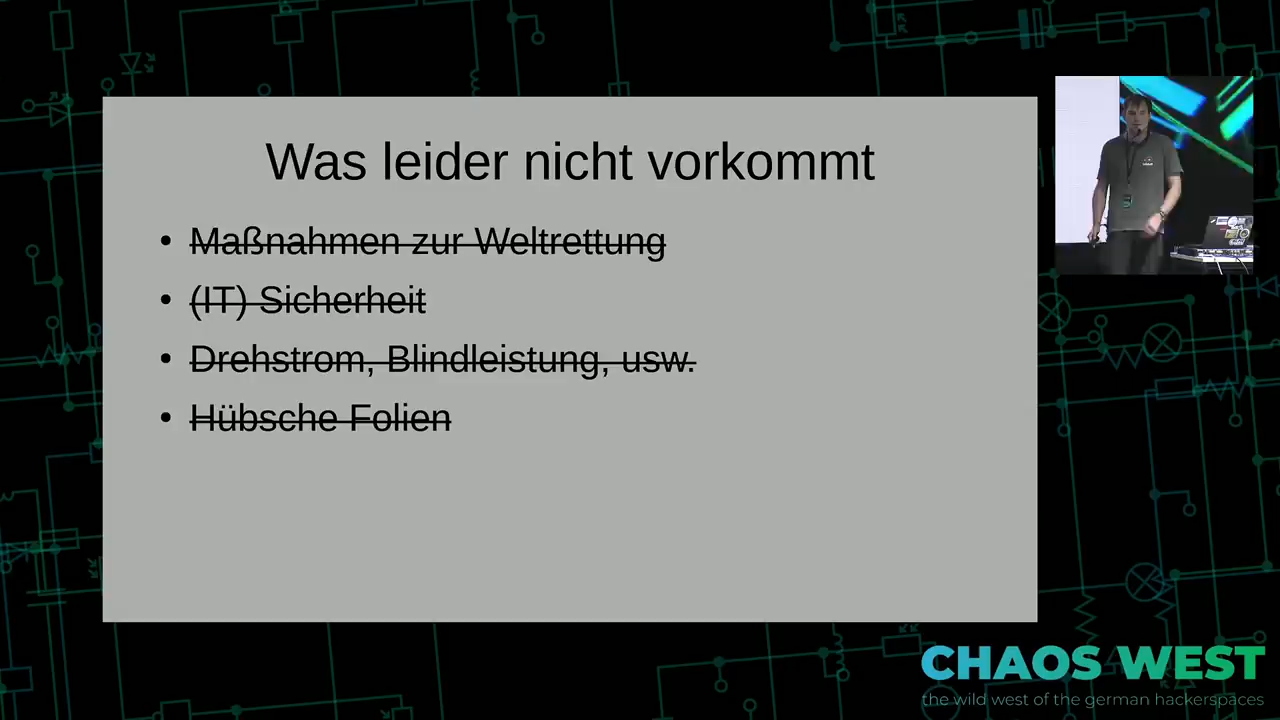 Was leider nicht vorkommt
• Maßnahmen zur Weltrettung
• (IT) Sicherheit
• Drehstrom, Blindleistung, usw.
• Hübsche Folien
CHAOS WEST
the wild west of the german hackerspaces